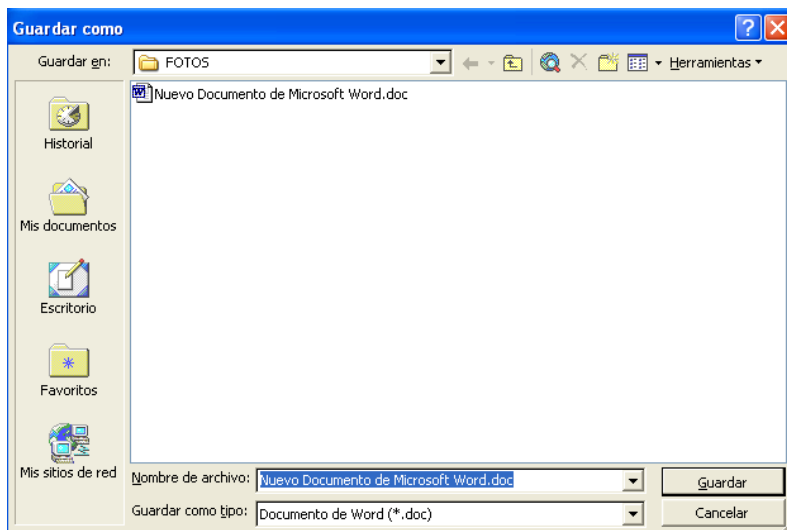 Guardar como
Guardar en:
FOTOS
Herramientas
Nuevo Documento de Microsoft Word.doc
Historial
Mis documentos
Escritorio
Favoritos
Mis sitios de red
Nombre de archivo:
Nuevo Documento de Microsoft Word.doc
Guardar
Guardar como tipo:
Documento de Word (*.doc)
Cancelar